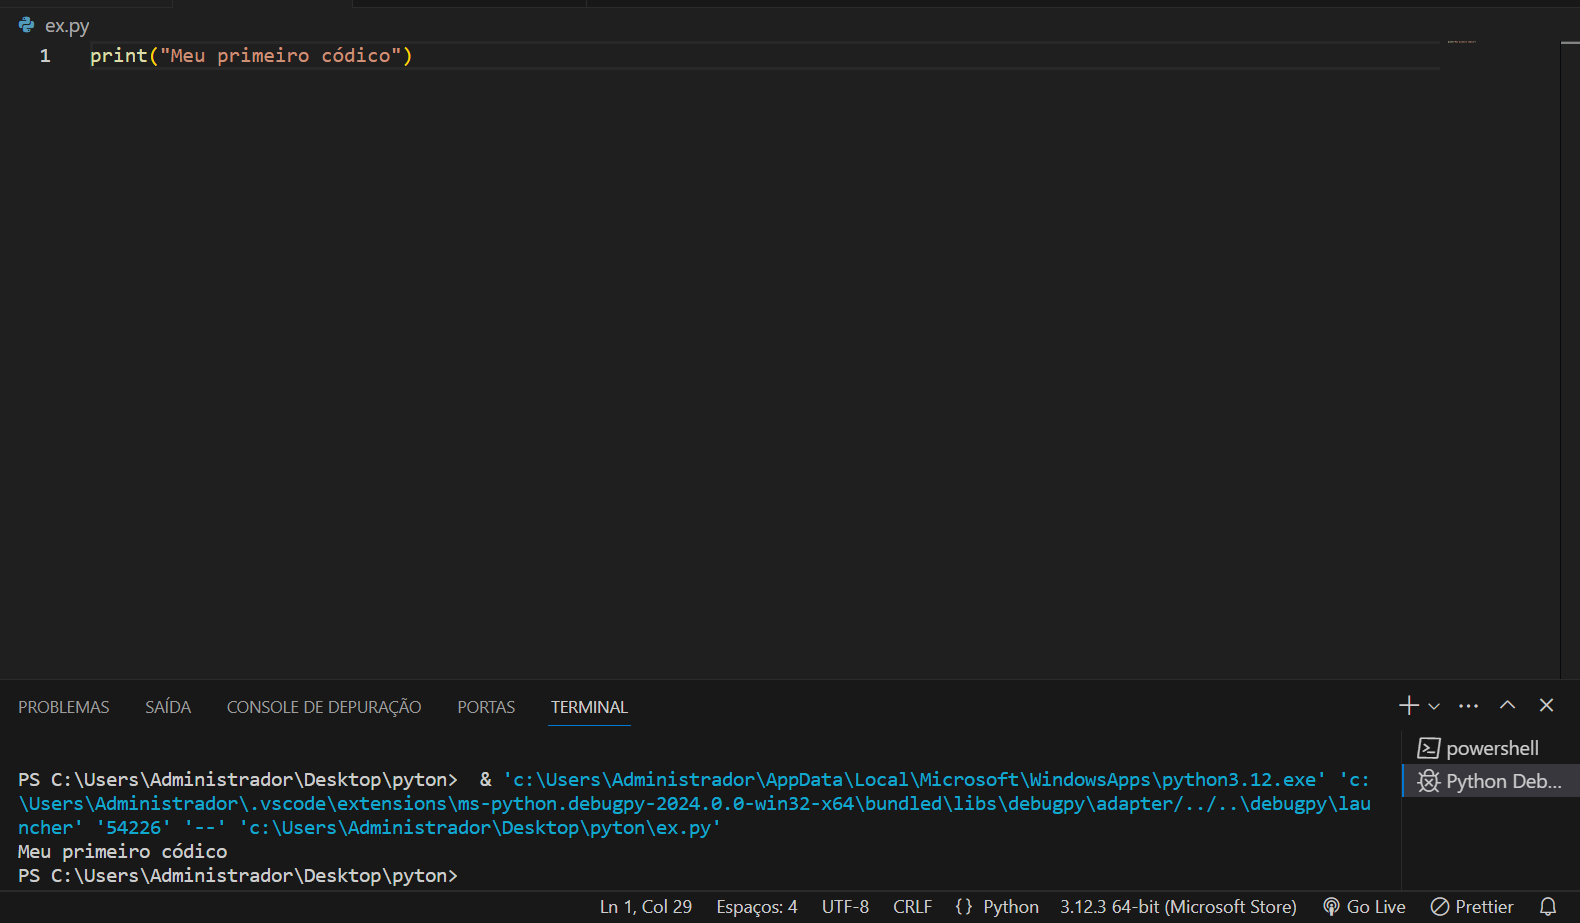 ex.py
1 print("Meu primeiro códico")
PROBLEMAS SAÍDA CONSOLE DE DEPURAÇÃO PORTAS TERMINAL
powershell
Python Deb...
PS C:\Users\Administrador\Desktop\pyton>  & 'c:\Users\Administrador\AppData\Local\Microsoft\WindowsApps\python3.12.exe' 'c:
\Users\Administrador\.vscode\extensions\ms-python.debugpy-2024.0.0-win32-x64\bundled\libs\debugpy\adapter/../..\debugpy\lau
ncher' '54226' '--' 'c:\Users\Administrador\Desktop\pyton\ex.py'
Meu primeiro códico
PS C:\Users\Administrador\Desktop\pyton>
Ln 1, Col 29 Espaços: 4 UTF-8 CRLF {} Python 3.12.3 64-bit (Microsoft Store) Go Live Prettier